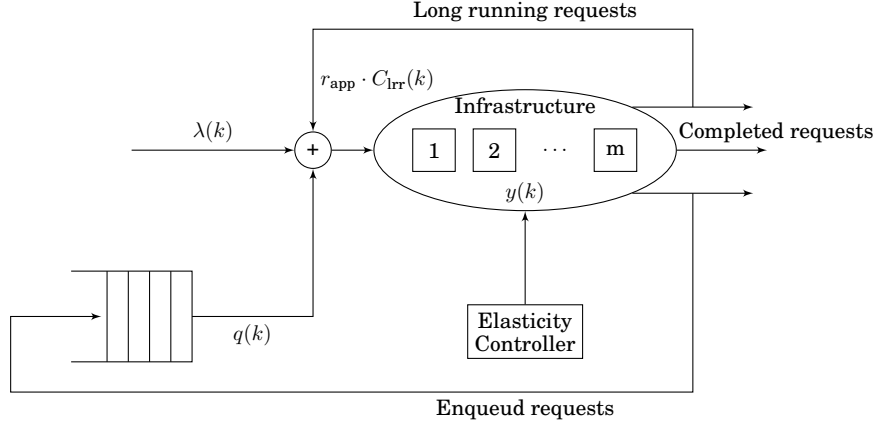 Long running requests
r_app · C_lrr(k)
Infrastructure
λ(k)
+
1 2 ··· m
Completed requests
y(k)
q(k)
Elasticity
Controller
Enqueud requests